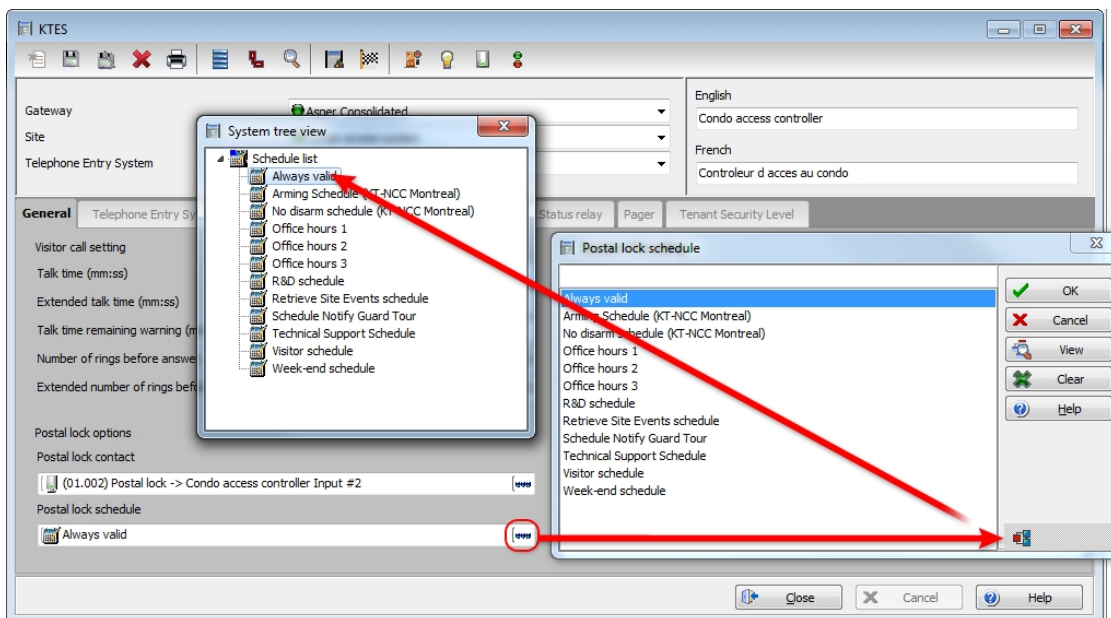 KTES
Gateway
Asper Consolidated
Site
Telephone Entry System
English
Condo access controller
French
Controleur d acces au condo
General
Telephone Entry Sy
Status relay
Pager
Tenant Security Level
Visitor call setting
Talk time (mm:ss)
Extended talk time (mm:ss)
Talk time remaining warning (m
Number of rings before answe
Extended number of rings befo
Postal lock options
Postal lock contact
(01.002) Postal lock -> Condo access controller Input #2
Postal lock schedule
Always valid
System tree view
Schedule list
Always valid
Arming Schedule (KT-NCC Montreal)
No disarm schedule (KT-NCC Montreal)
Office hours 1
Office hours 2
Office hours 3
R&D schedule
Retrieve Site Events schedule
Schedule Notify Guard Tour
Technical Support Schedule
Visitor schedule
Week-end schedule
Postal lock schedule
Always valid
Arming Schedule (KT-NCC Montreal)
No disarm schedule (KT-NCC Montreal)
Office hours 1
Office hours 2
Office hours 3
R&D schedule
Retrieve Site Events schedule
Schedule Notify Guard Tour
Technical Support Schedule
Visitor schedule
Week-end schedule
OK
Cancel
View
Clear
Help
Close
Cancel
Help